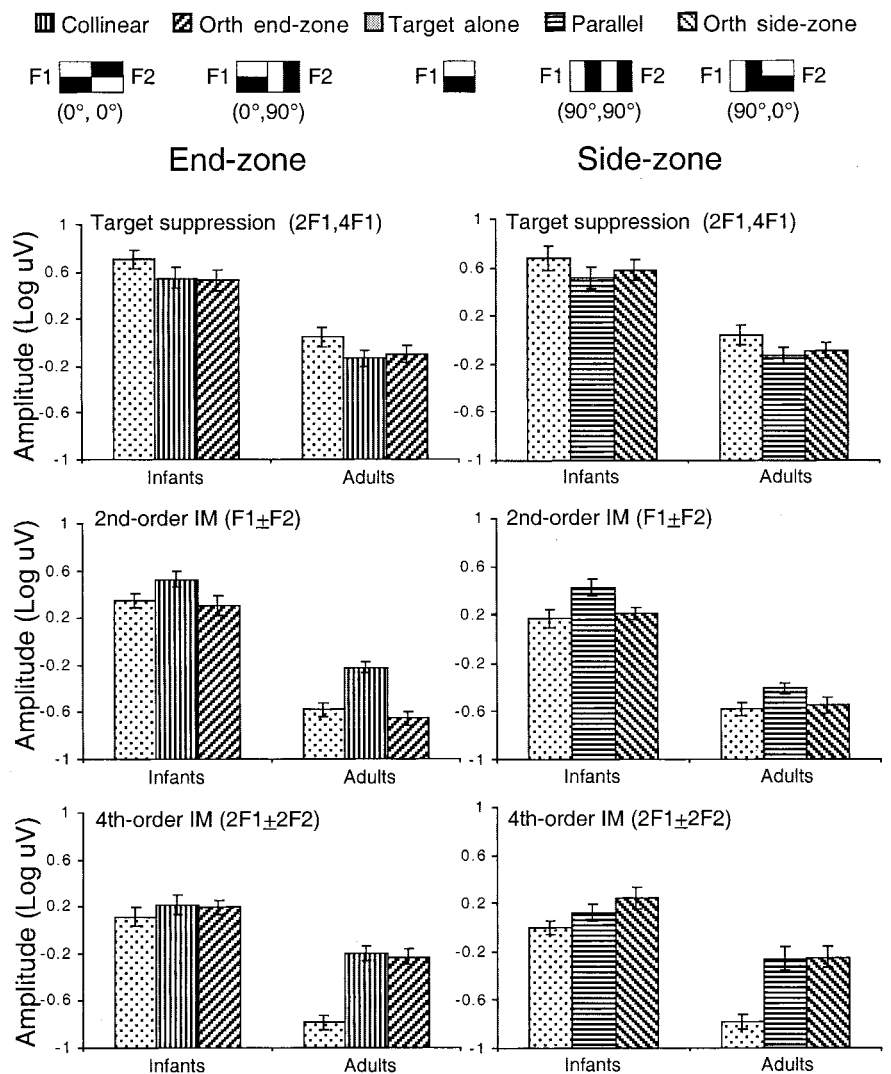 Collinear Orth end-zone Target alone Parallel Orth side-zone
F1 F2 F1 F2 F1 F1 F2 F1 F2
(0°, 0°) (0°,90°) (90°,90°) (90°,0°)
End-zone Side-zone
Target suppression (2F1,4F1)
Amplitude (Log uV)
1
0.6
0.2
-0.2
-0.6
-1
Infants Adults
Target suppression (2F1,4F1)
1
0.6
0.2
-0.2
-0.6
-1
Infants Adults
2nd-order IM (F1±F2)
Amplitude (Log uV)
1
0.6
0.2
-0.2
-0.6
-1
Infants Adults
2nd-order IM (F1±F2)
1
0.6
0.2
-0.2
-0.6
-1
Infants Adults
4th-order IM (2F1±2F2)
Amplitude (Log uV)
1
0.6
0.2
-0.2
-0.6
-1
Infants Adults
4th-order IM (2F1±2F2)
1
0.6
0.2
-0.2
-0.6
-1
Infants Adults